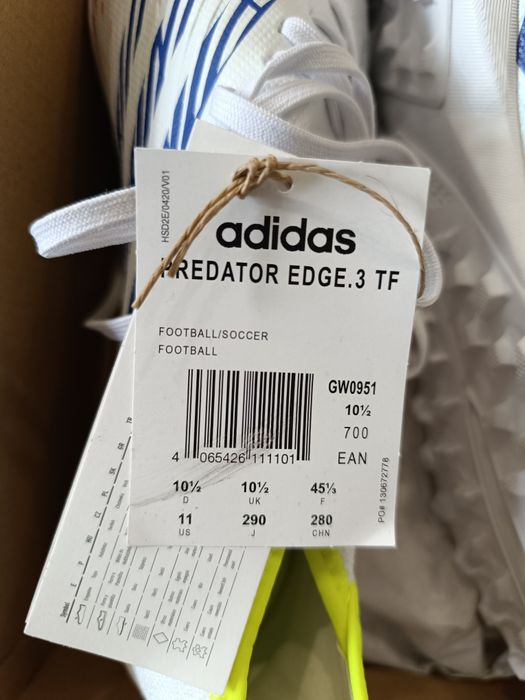 HSD2E/0420/V01
adidas
PREDATOR EDGE.3 TF
FOOTBALL/SOCCER
FOOTBALL
GW0951
10½
700
EAN
4 065426 111101
10½ 10½ 45⅓
D UK F
11 290 280
US J CHN
PO# 130672778